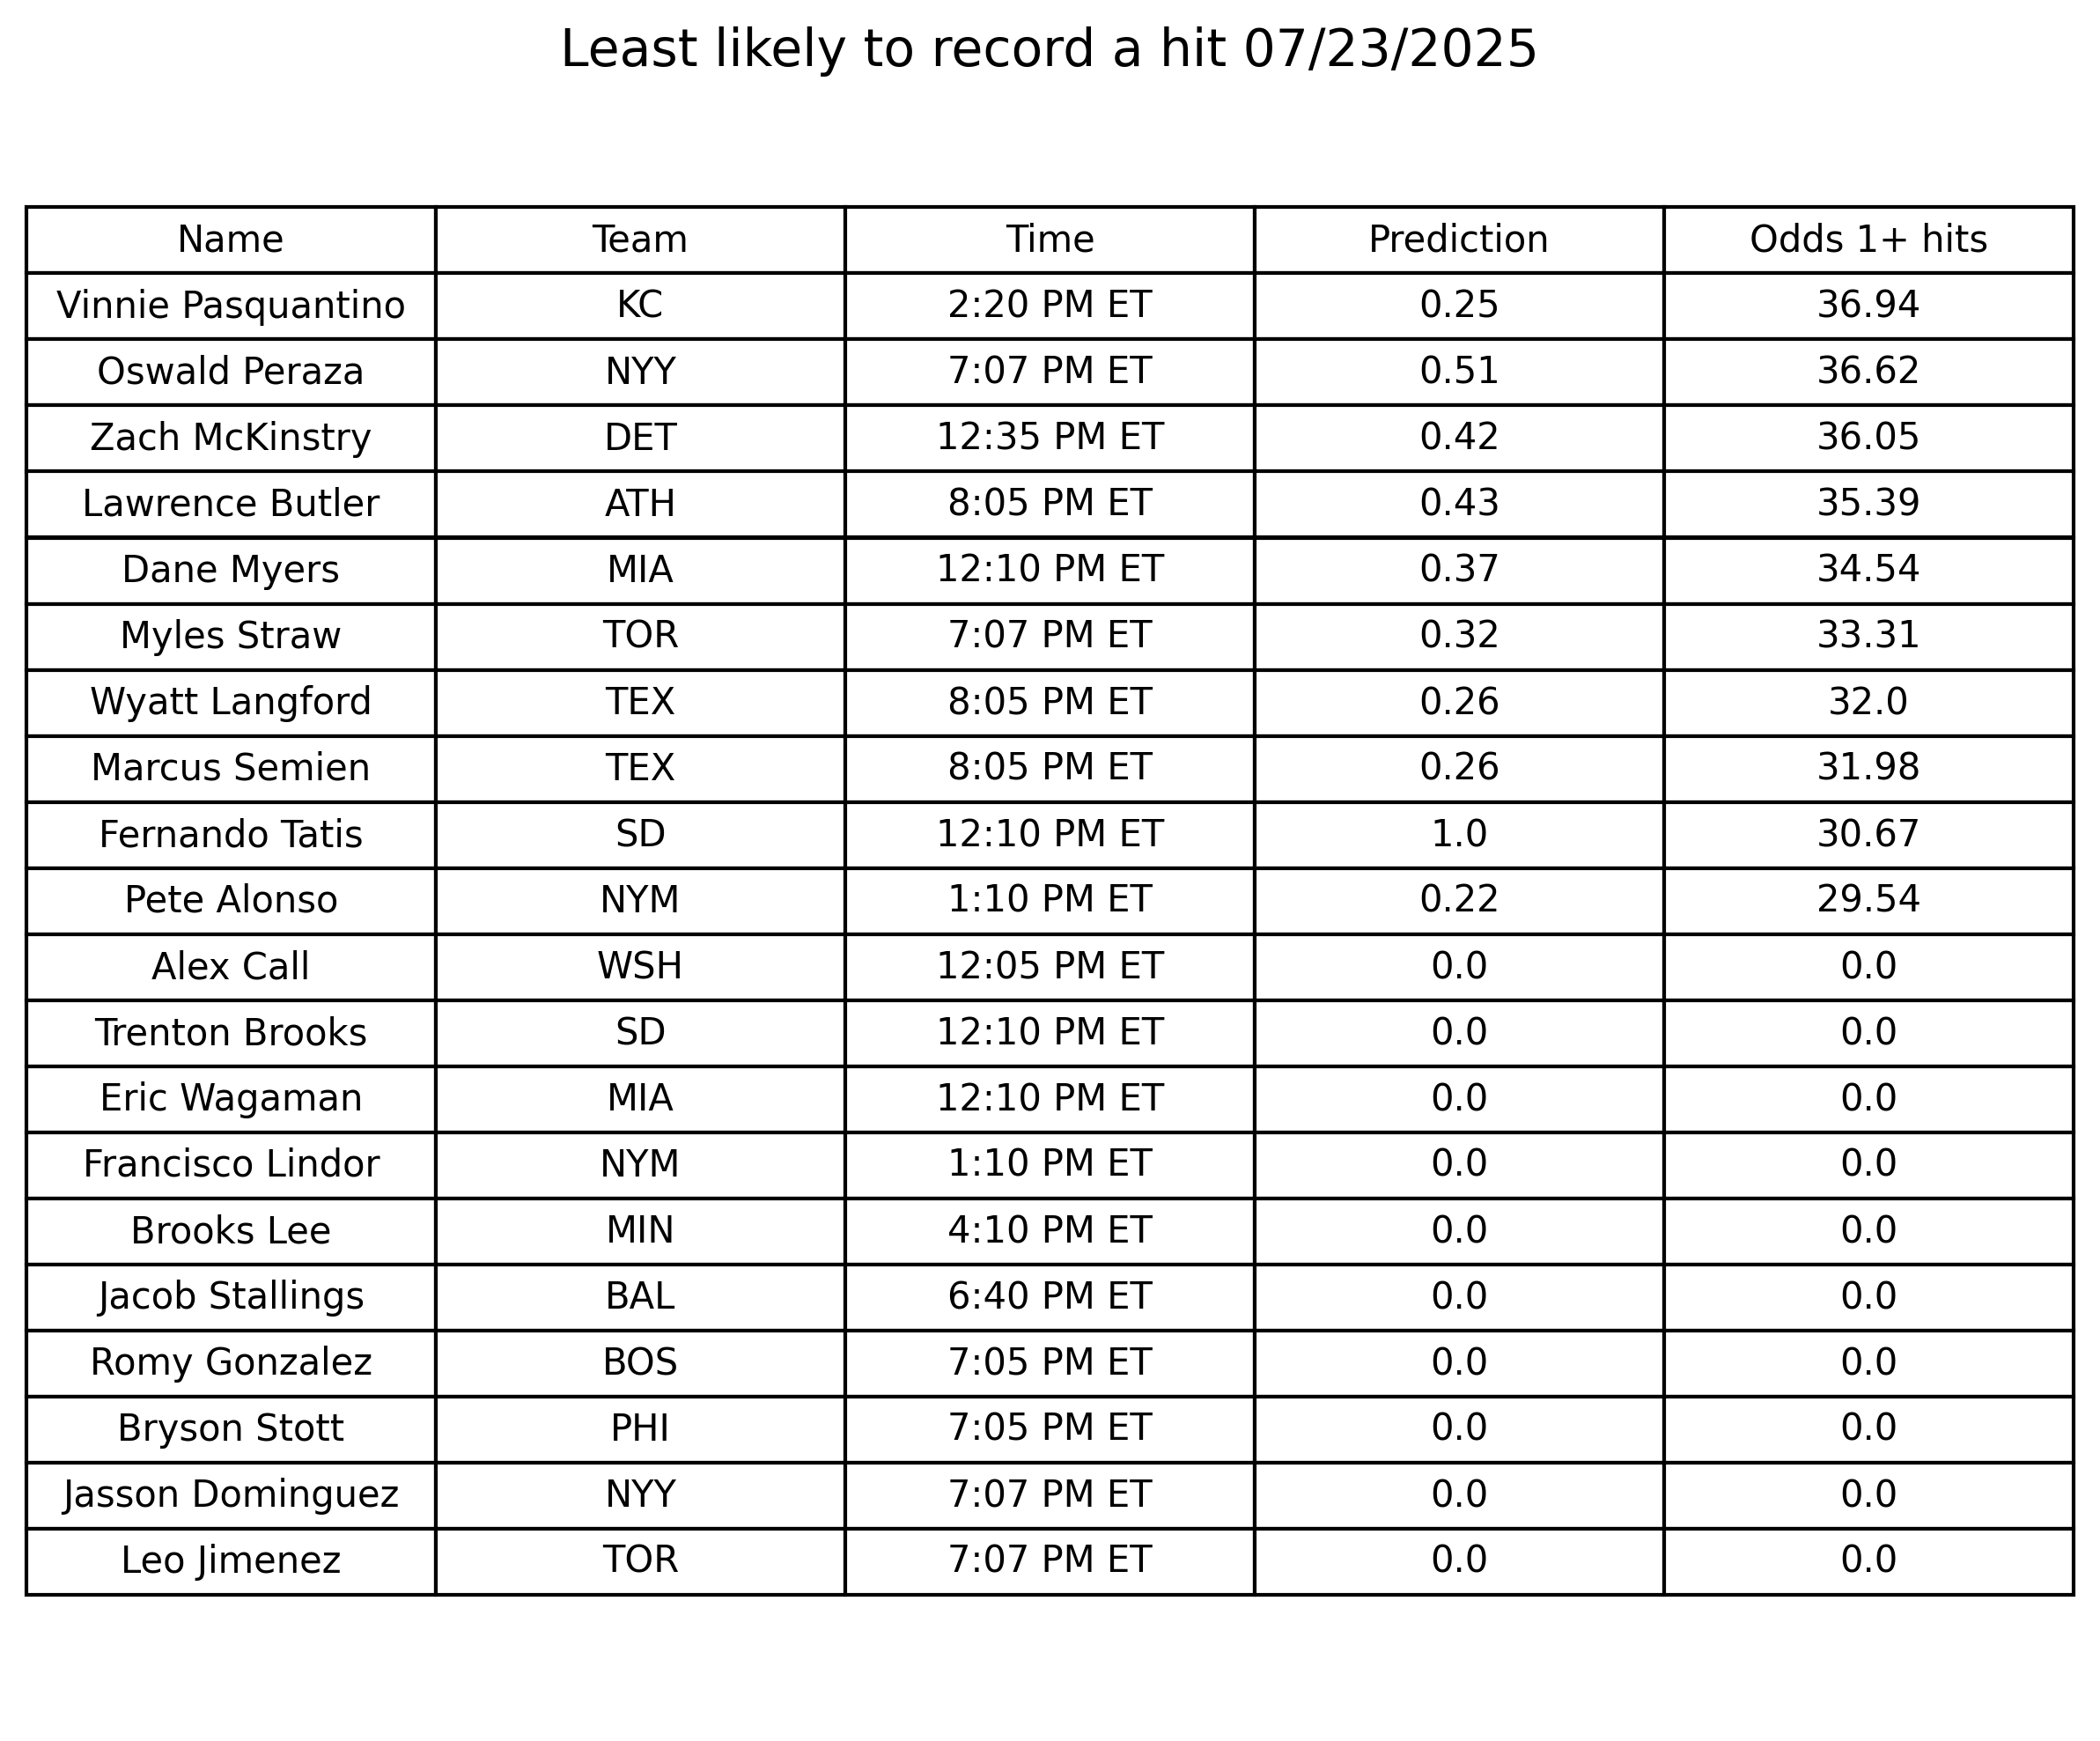 Least likely to record a hit 07/23/2025
Name Team Time Prediction Odds 1+ hits
Vinnie Pasquantino KC 2:20 PM ET 0.25 36.94
Oswald Peraza NYY 7:07 PM ET 0.51 36.62
Zach McKinstry DET 12:35 PM ET 0.42 36.05
Lawrence Butler ATH 8:05 PM ET 0.43 35.39
Dane Myers MIA 12:10 PM ET 0.37 34.54
Myles Straw TOR 7:07 PM ET 0.32 33.31
Wyatt Langford TEX 8:05 PM ET 0.26 32.0
Marcus Semien TEX 8:05 PM ET 0.26 31.98
Fernando Tatis SD 12:10 PM ET 1.0 30.67
Pete Alonso NYM 1:10 PM ET 0.22 29.54
Alex Call WSH 12:05 PM ET 0.0 0.0
Trenton Brooks SD 12:10 PM ET 0.0 0.0
Eric Wagaman MIA 12:10 PM ET 0.0 0.0
Francisco Lindor NYM 1:10 PM ET 0.0 0.0
Brooks Lee MIN 4:10 PM ET 0.0 0.0
Jacob Stallings BAL 6:40 PM ET 0.0 0.0
Romy Gonzalez BOS 7:05 PM ET 0.0 0.0
Bryson Stott PHI 7:05 PM ET 0.0 0.0
Jasson Dominguez NYY 7:07 PM ET 0.0 0.0
Leo Jimenez TOR 7:07 PM ET 0.0 0.0